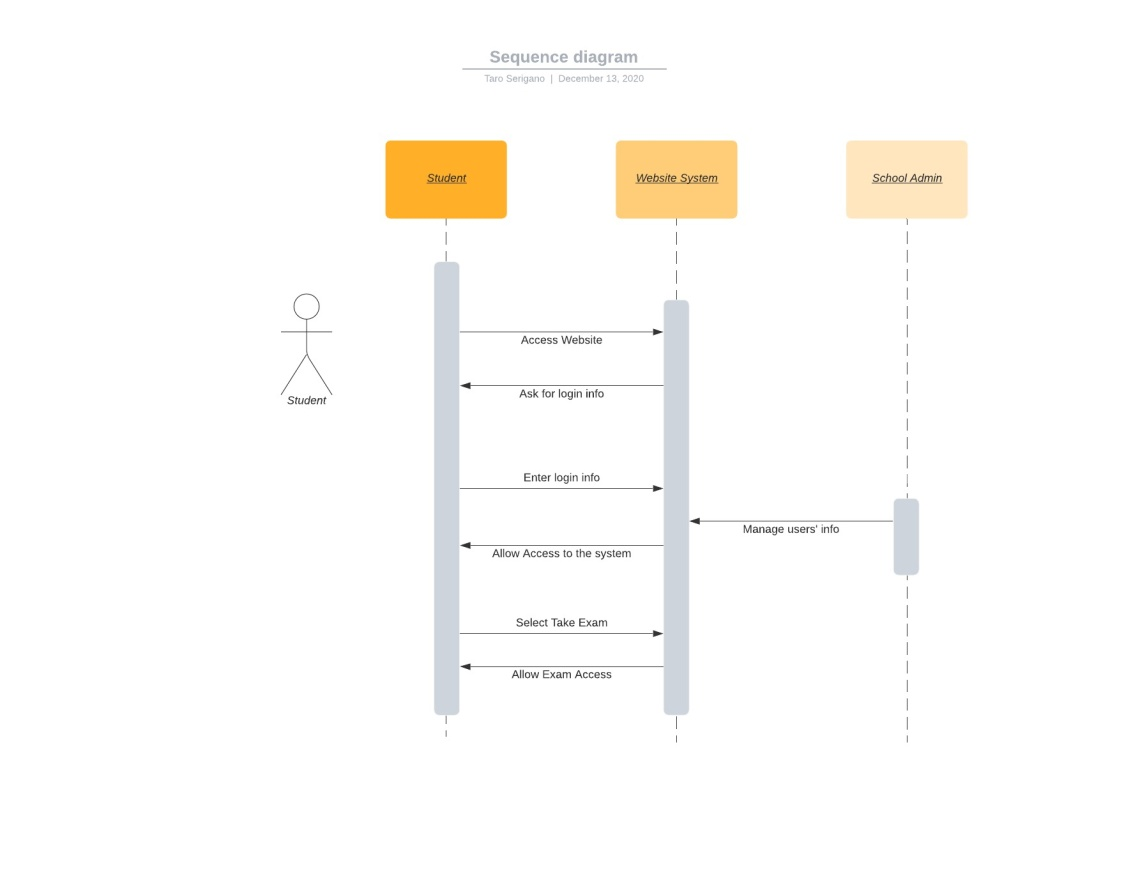 Sequence diagram
Taro Serigano | December 13, 2020
Student
Website System
School Admin
Access Website
Ask for login info
Student
Enter login info
Manage users' info
Allow Access to the system
Select Take Exam
Allow Exam Access